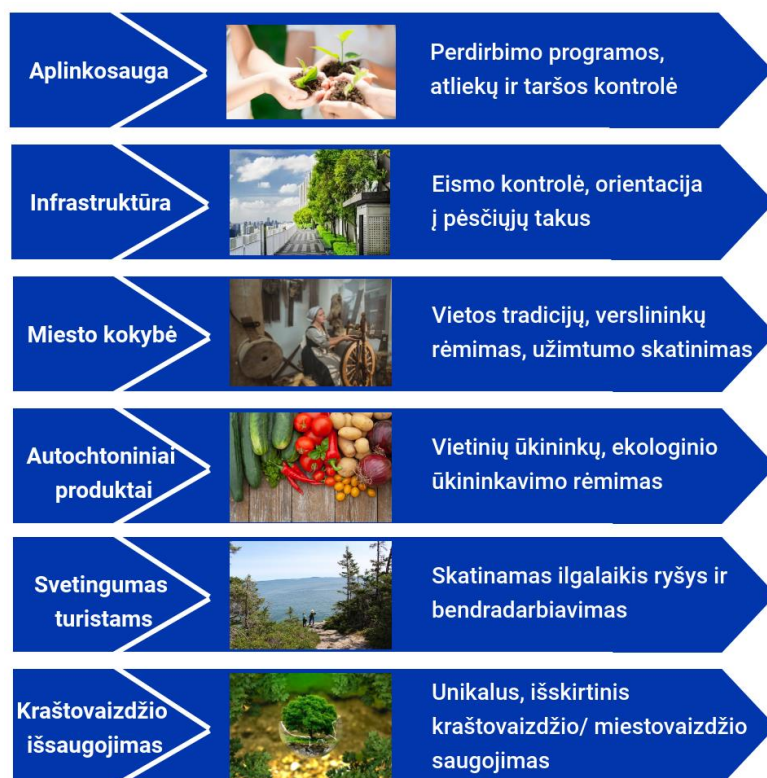 Aplinkosauga
Perdirbimo programos,
atliekų ir taršos kontrolė
Infrastruktūra
Eismo kontrolė, orientacija
į pėsčiųjų takus
Miesto kokybė
Vietos tradicijų, verslininkų
rėmimas, užimtumo skatinimas
Autochtoniniai
produktai
Vietinių ūkininkų, ekologinio
ūkininkavimo rėmimas
Svetingumas
turistams
Skatinamas ilgalaikis ryšys ir
bendradarbiavimas
Kraštovaizdžio
išsaugojimas
Unikalus, išskirtinis
kraštovaizdžio/ miestovaizdžio
saugojimas